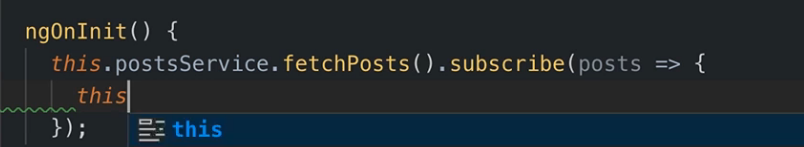 ngOnInit() {
this.postsService.fetchPosts().subscribe(posts => {
this
});
this